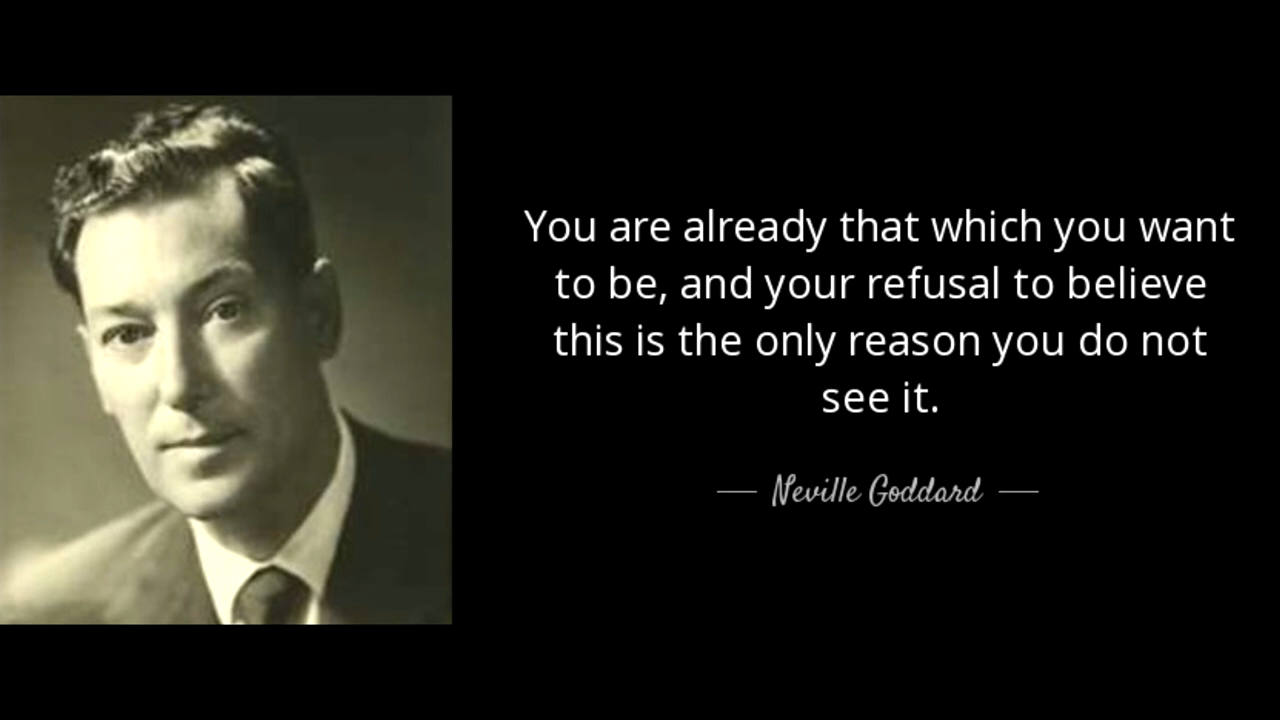 You are already that which you want
to be, and your refusal to believe
this is the only reason you do not
see it.
Neville Goddard